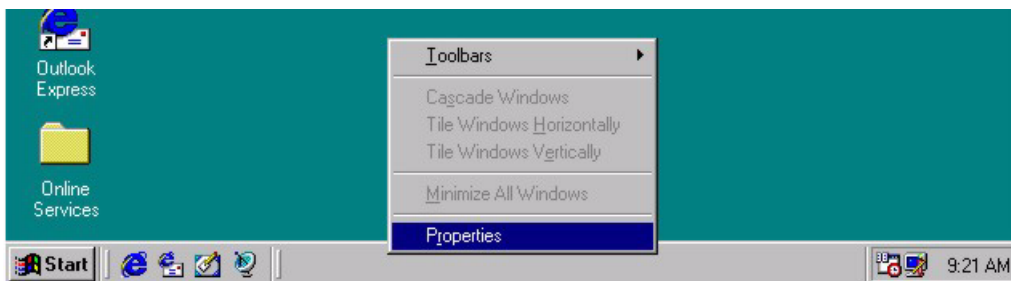 Outlook
Express
Online
Services
Toolbars
Cascade Windows
Tile Windows Horizontally
Tile Windows Vertically
Minimize All Windows
Properties
Start
9:21 AM